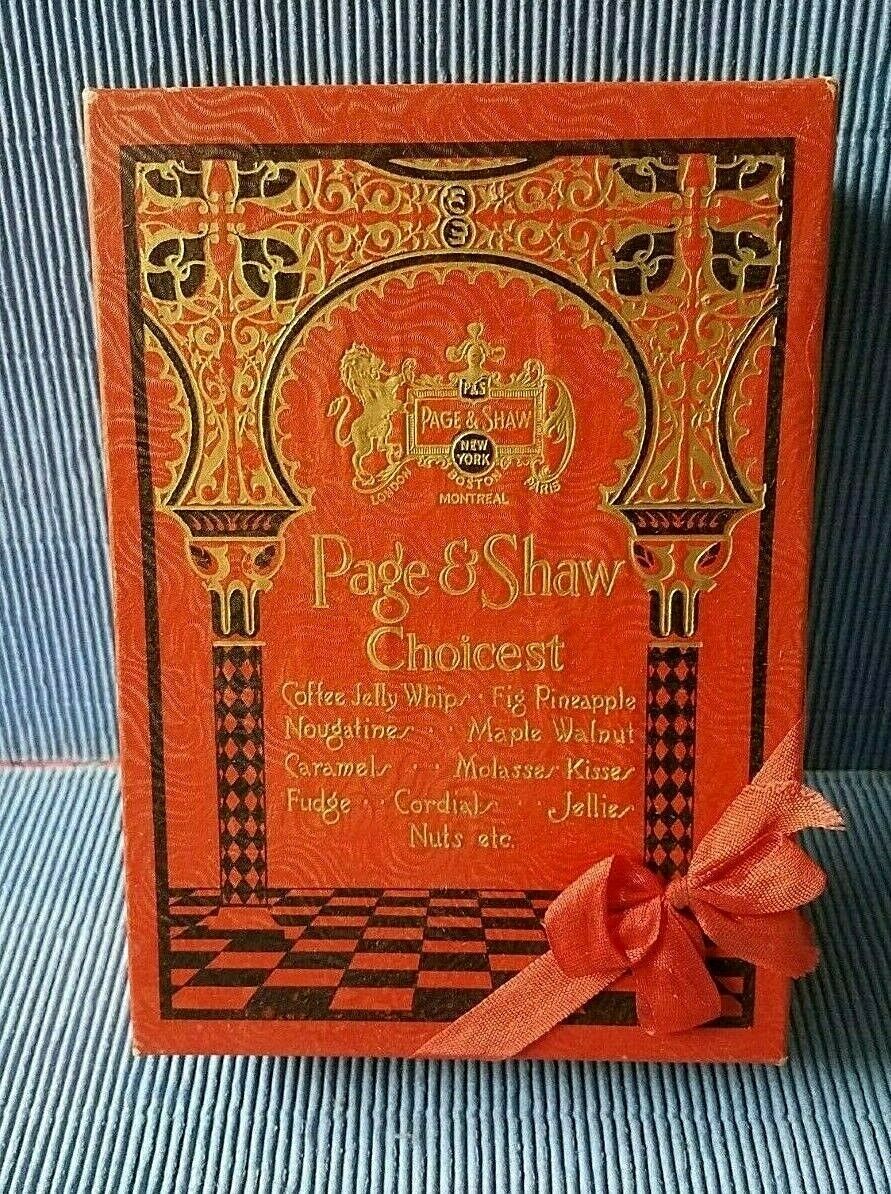 P&S
PAGE & SHAW
NEW
YORK
LONDON BOSTON PARIS
MONTREAL
Page & Shaw
Choicest
Coffee Jelly Whips · · Fig Pineapple
Nougatines · · Maple Walnut
Caramels · · Molasses Kisses
Fudge · · Cordials · · Jellies
Nuts etc.